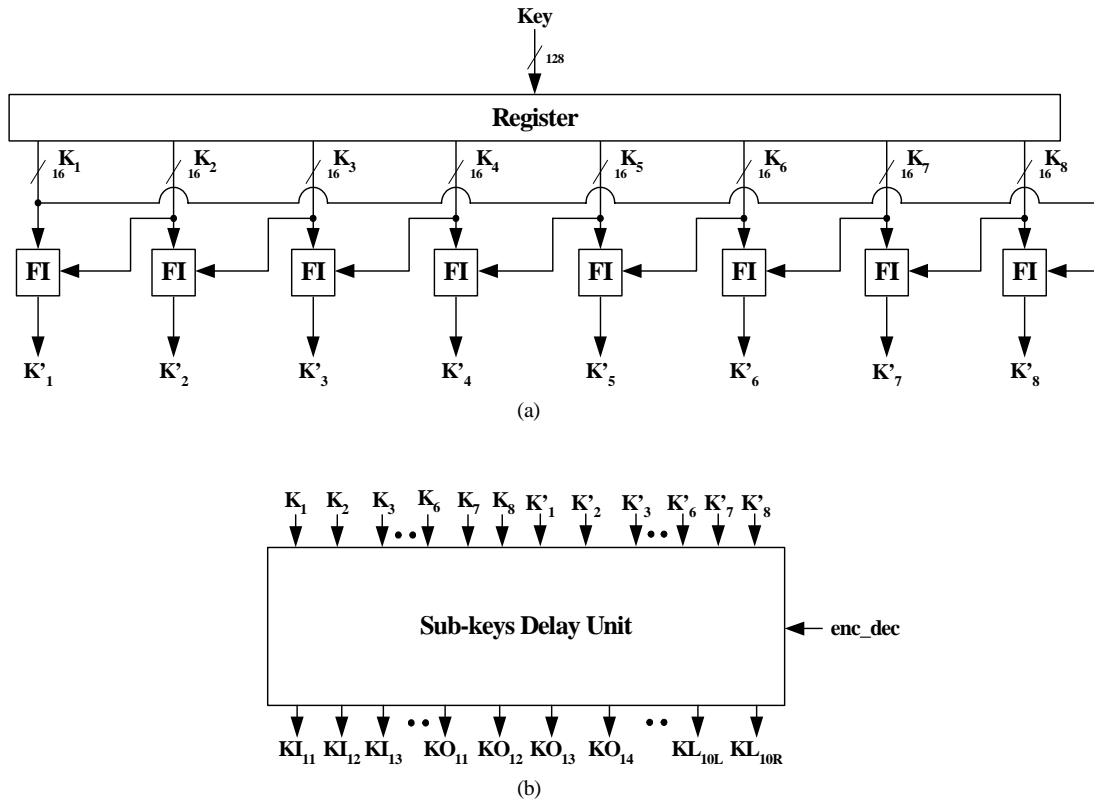 Key
128
Register
16 K₁ 16 K₂ 16 K₃ 16 K₄ 16 K₅ 16 K₆ 16 K₇ 16 K₈
FI FI FI FI FI FI FI FI
K'₁ K'₂ K'₃ K'₄ K'₅ K'₆ K'₇ K'₈
(a)
K₁ K₂ K₃ •• K₆ K₇ K₈ K'₁ K'₂ K'₃ •• K'₆ K'₇ K'₈
Sub-keys Delay Unit
enc_dec
KI₁₁ KI₁₂ KI₁₃ •• KO₁₁ KO₁₂ KO₁₃ KO₁₄ •• KL₁₀L KL₁₀R
(b)